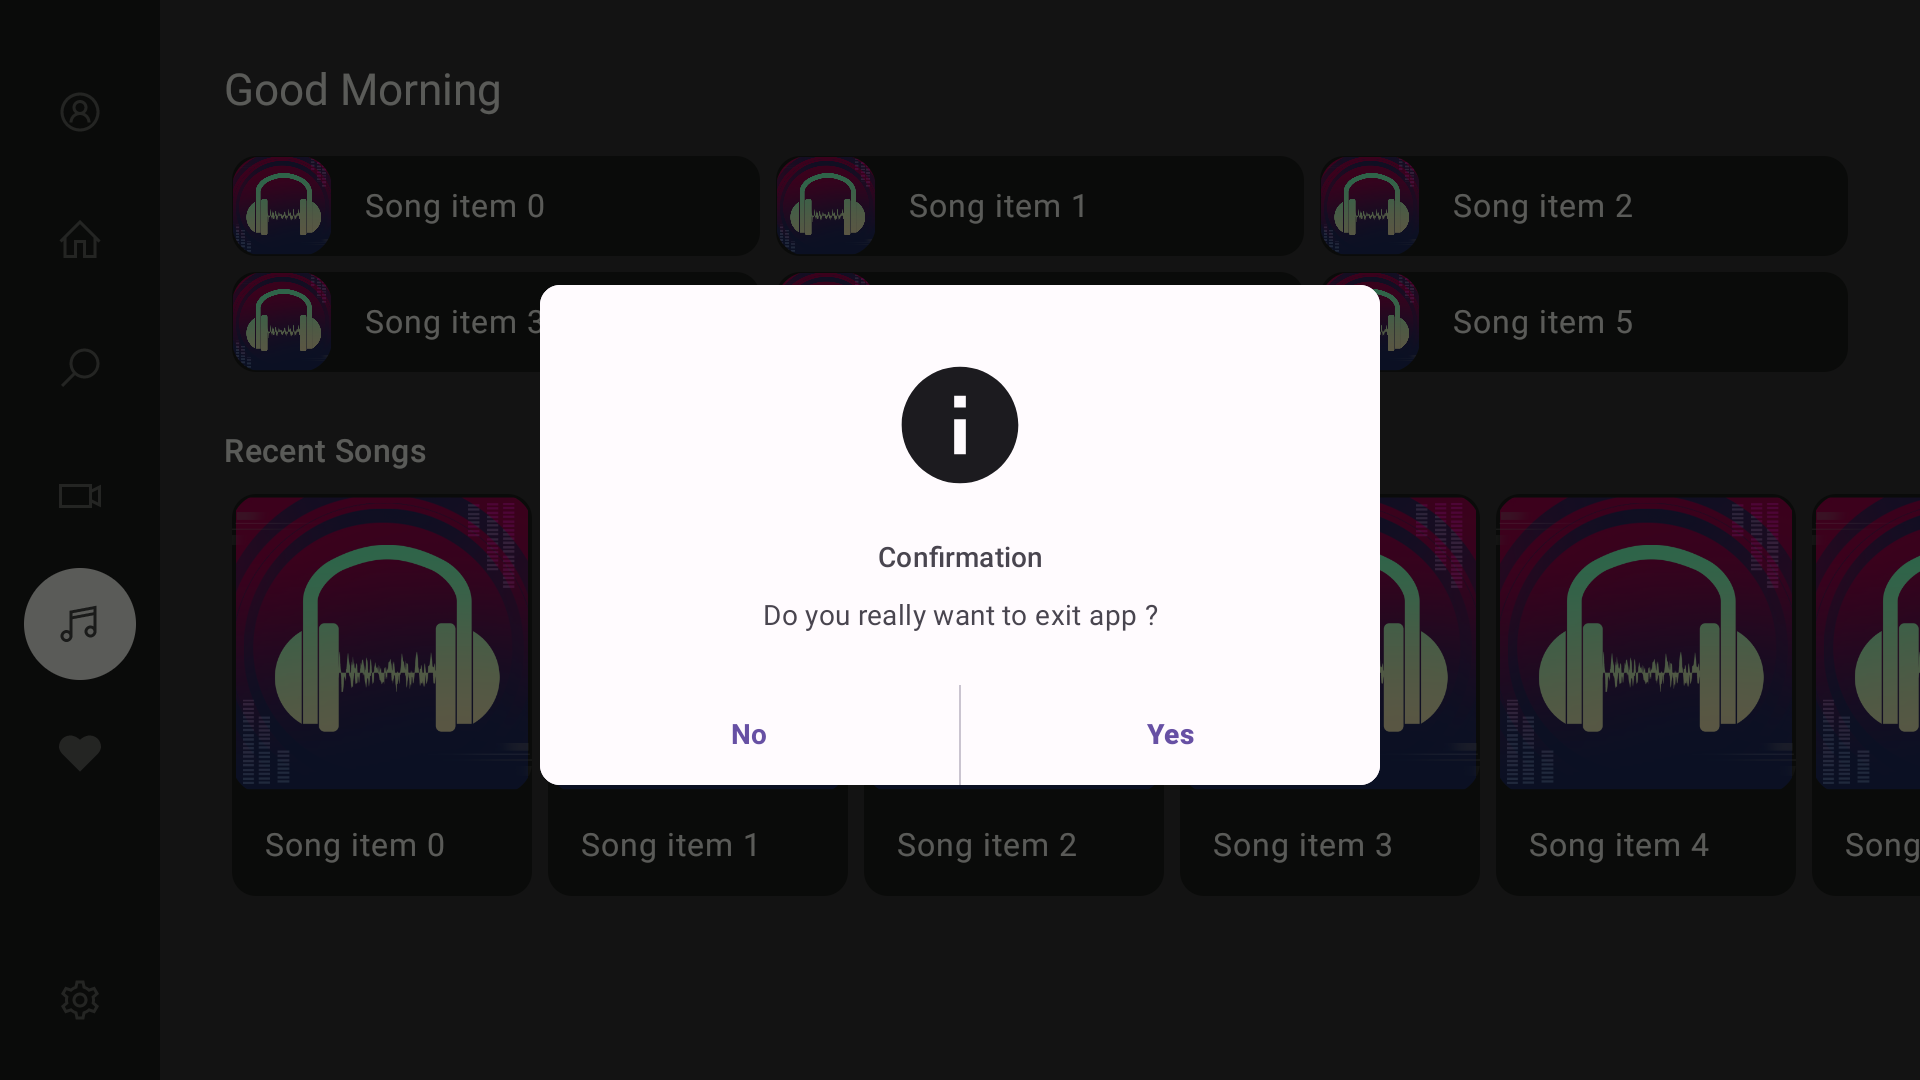 Good Morning
Song item 0
Song item 1
Song item 2
Song item 3
Song item 5
Recent Songs
Confirmation
Do you really want to exit app ?
No
Yes
Song item 0
Song item 1
Song item 2
Song item 3
Song item 4
Song